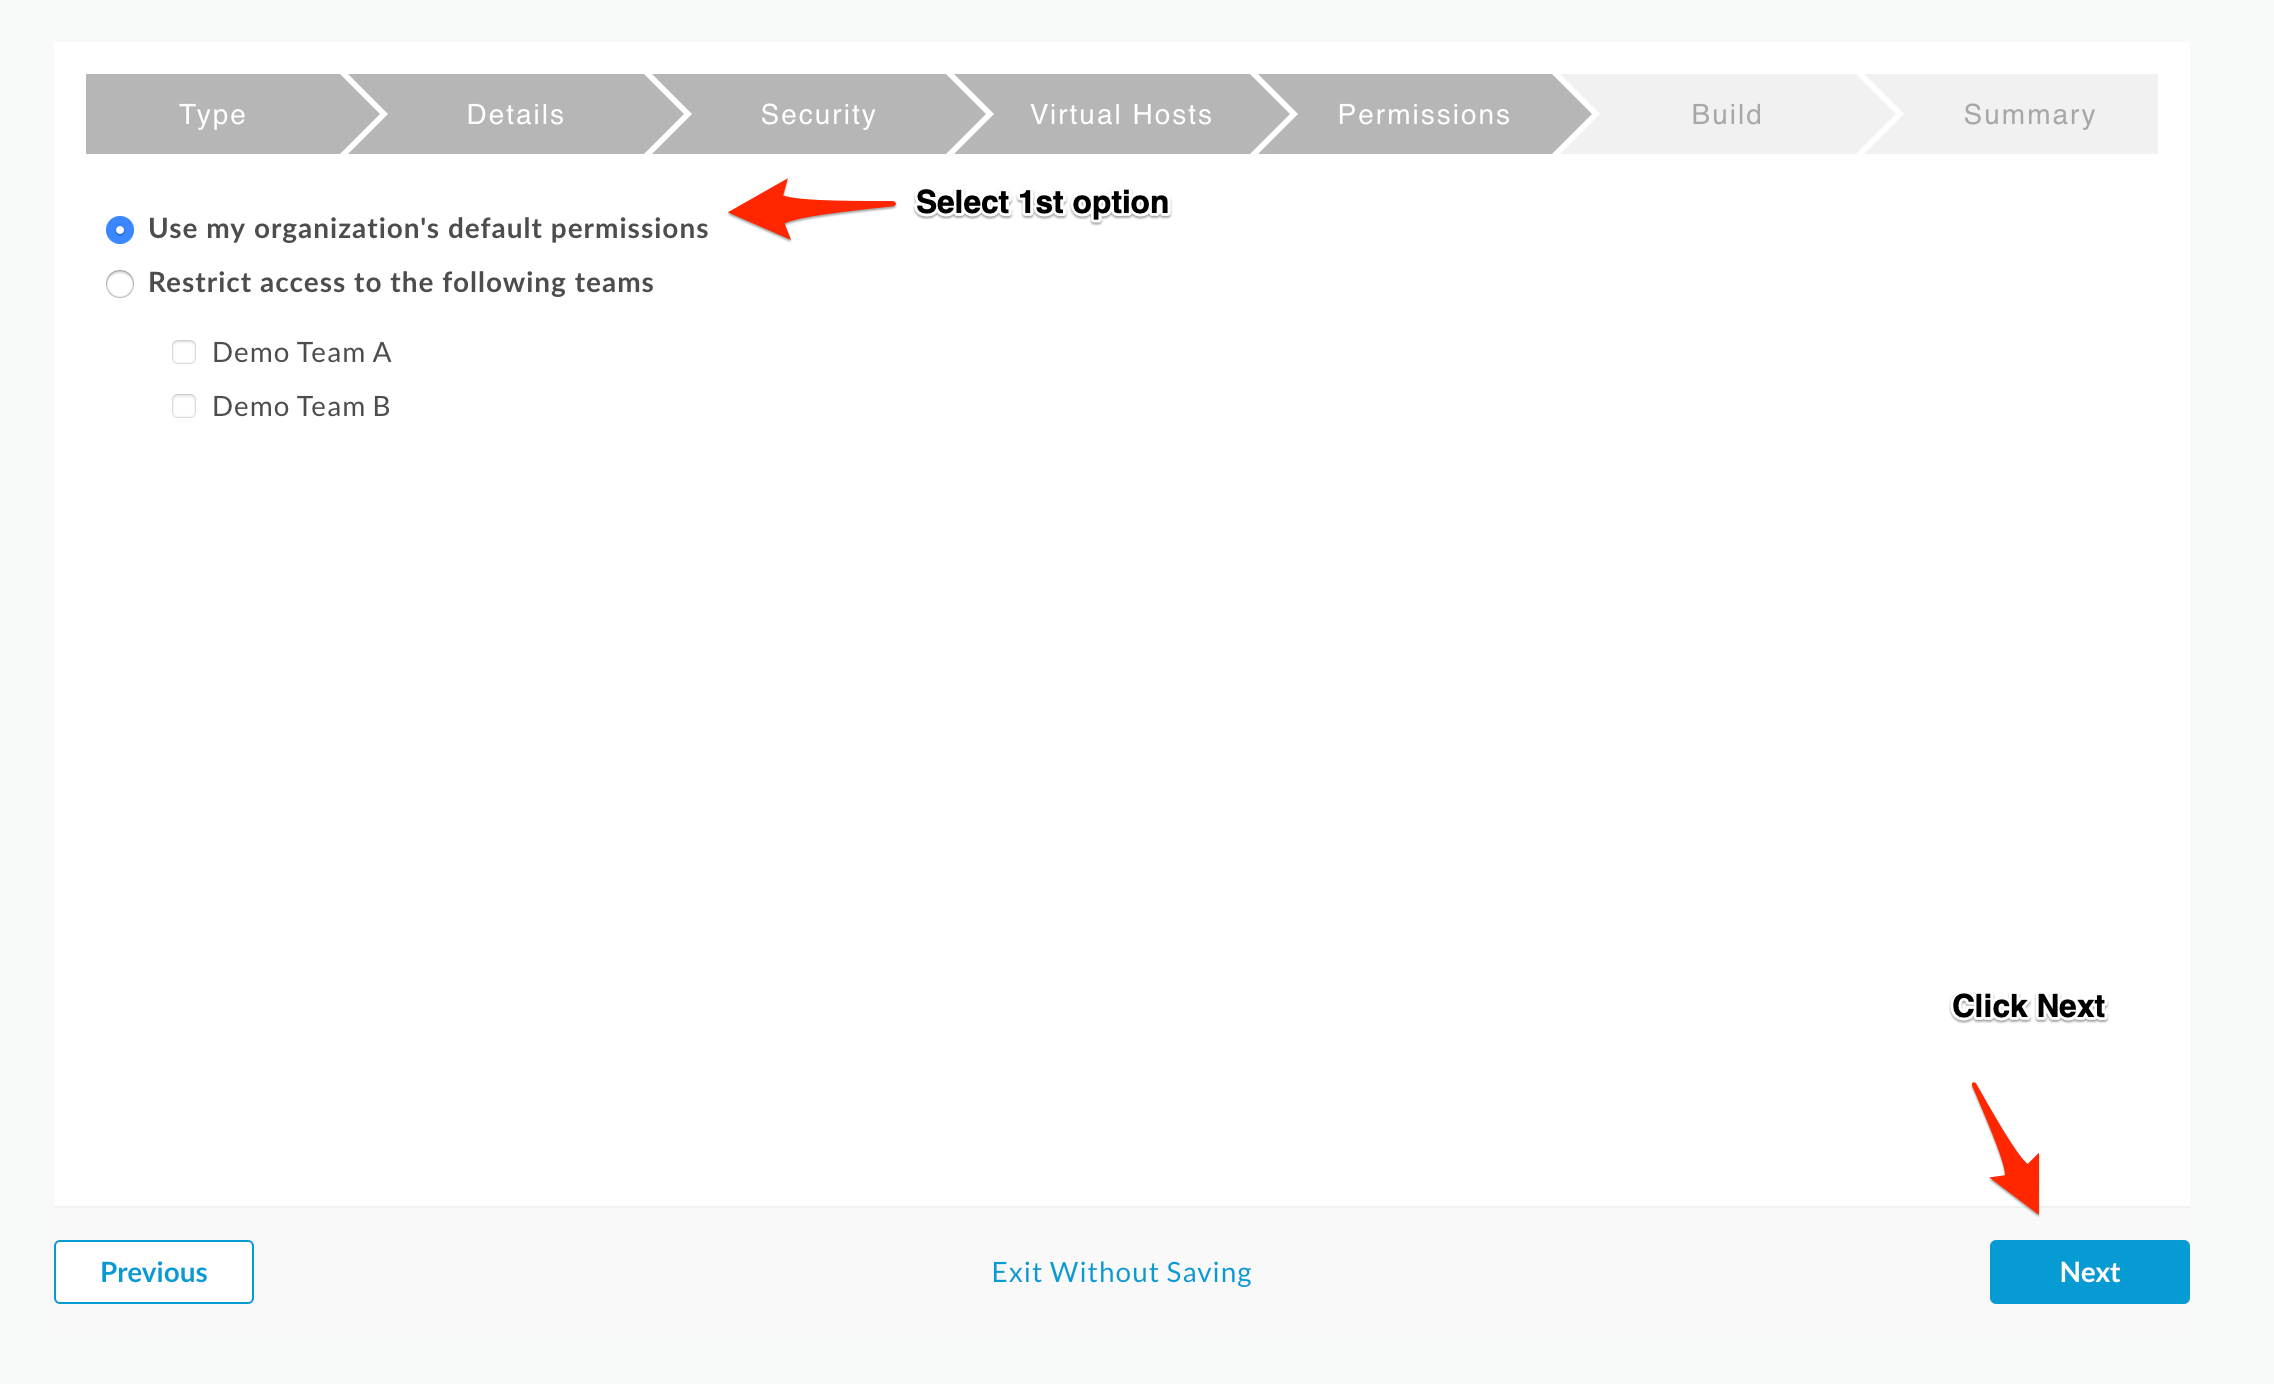 Type Details Security Virtual Hosts Permissions Build Summary
Select 1st option
Use my organization's default permissions
Restrict access to the following teams
Demo Team A
Demo Team B
Click Next
Previous Exit Without Saving Next